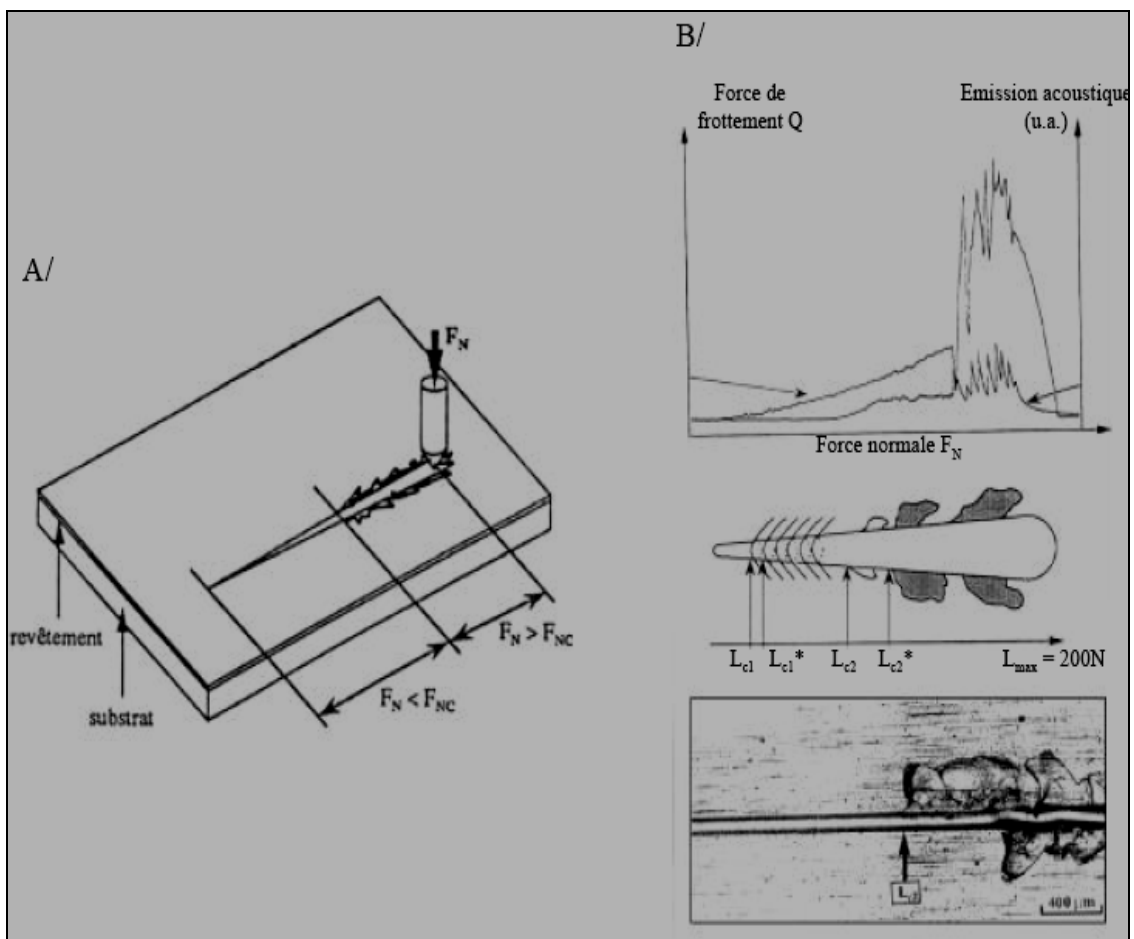 A/
F_N
F_N > F_NC
F_N < F_NC
revêtement
substrat
B/
Force de
frottement Q
Emission acoustique
(u.a.)
Force normale F_N
L_c1 L_c1* L_c2 L_c2* L_max = 200N
400 µm